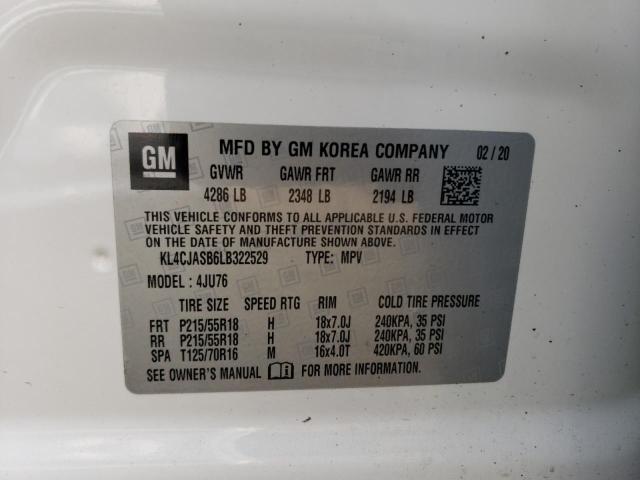 GM MFD BY GM KOREA COMPANY 02/20
GVWR GAWR FRT GAWR RR
4286 LB 2348 LB 2194 LB
THIS VEHICLE CONFORMS TO ALL APPLICABLE U.S. FEDERAL MOTOR
VEHICLE SAFETY AND THEFT PREVENTION STANDARDS IN EFFECT
ON THE DATE OF MANUFACTURE SHOWN ABOVE.
KL4CJASB6LB322529 TYPE: MPV
MODEL : 4JU76
TIRE SIZE SPEED RTG RIM COLD TIRE PRESSURE
FRT P215/55R18 H 18x7.0J 240KPA, 35 PSI
RR P215/55R18 H 18x7.0J 240KPA, 35 PSI
SPA T125/70R16 M 16x4.0T 420KPA, 60 PSI
SEE OWNER'S MANUAL FOR MORE INFORMATION.